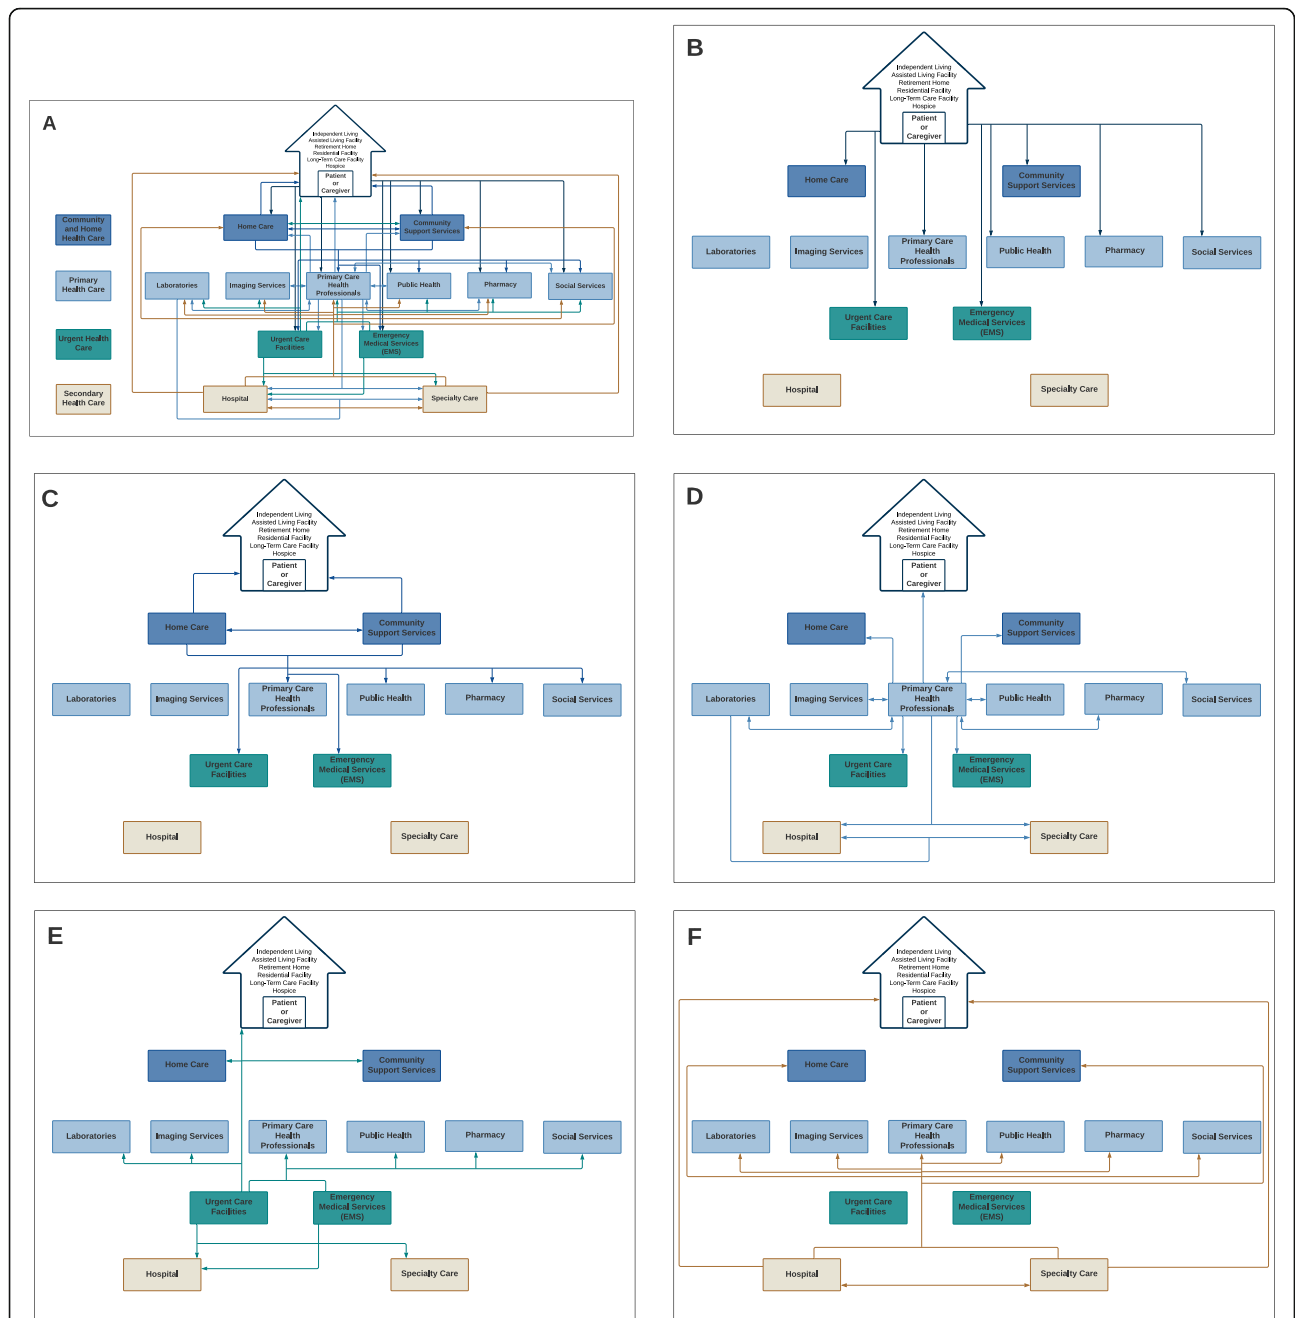 A
Independent Living
Assisted Living Facility
Retirement Home
Residential Facility
Long-Term Care Facility
Hospice
Patient
or
Caregiver
Community
and Home
Health Care
Home Care
Community
Support Services
Primary
Health Care
Laboratories
Imaging Services
Primary Care
Health
Professionals
Public Health
Pharmacy
Social Services
Urgent Health
Care
Urgent Care
Facilities
Emergency
Medical Services
(EMS)
Secondary
Health Care
Hospital
Specialty Care
B
Independent Living
Assisted Living Facility
Retirement Home
Residential Facility
Long-Term Care Facility
Hospice
Patient
or
Caregiver
Home Care
Community
Support Services
Laboratories
Imaging Services
Primary Care
Health
Professionals
Public Health
Pharmacy
Social Services
Urgent Care
Facilities
Emergency
Medical Services
(EMS)
Hospital
Specialty Care
C
Independent Living
Assisted Living Facility
Retirement Home
Residential Facility
Long-Term Care Facility
Hospice
Patient
or
Caregiver
Home Care
Community
Support Services
Laboratories
Imaging Services
Primary Care
Health
Professionals
Public Health
Pharmacy
Social Services
Urgent Care
Facilities
Emergency
Medical Services
(EMS)
Hospital
Specialty Care
D
Independent Living
Assisted Living Facility
Retirement Home
Residential Facility
Long-Term Care Facility
Hospice
Patient
or
Caregiver
Home Care
Community
Support Services
Laboratories
Imaging Services
Primary Care
Health
Professionals
Public Health
Pharmacy
Social Services
Urgent Care
Facilities
Emergency
Medical Services
(EMS)
Hospital
Specialty Care
E
Independent Living
Assisted Living Facility
Retirement Home
Residential Facility
Long-Term Care Facility
Hospice
Patient
or
Caregiver
Home Care
Community
Support Services
Laboratories
Imaging Services
Primary Care
Health
Professionals
Public Health
Pharmacy
Social Services
Urgent Care
Facilities
Emergency
Medical Services
(EMS)
Hospital
Specialty Care
F
Independent Living
Assisted Living Facility
Retirement Home
Residential Facility
Long-Term Care Facility
Hospice
Patient
or
Caregiver
Home Care
Community
Support Services
Laboratories
Imaging Services
Primary Care
Health
Professionals
Public Health
Pharmacy
Social Services
Urgent Care
Facilities
Emergency
Medical Services
(EMS)
Hospital
Specialty Care